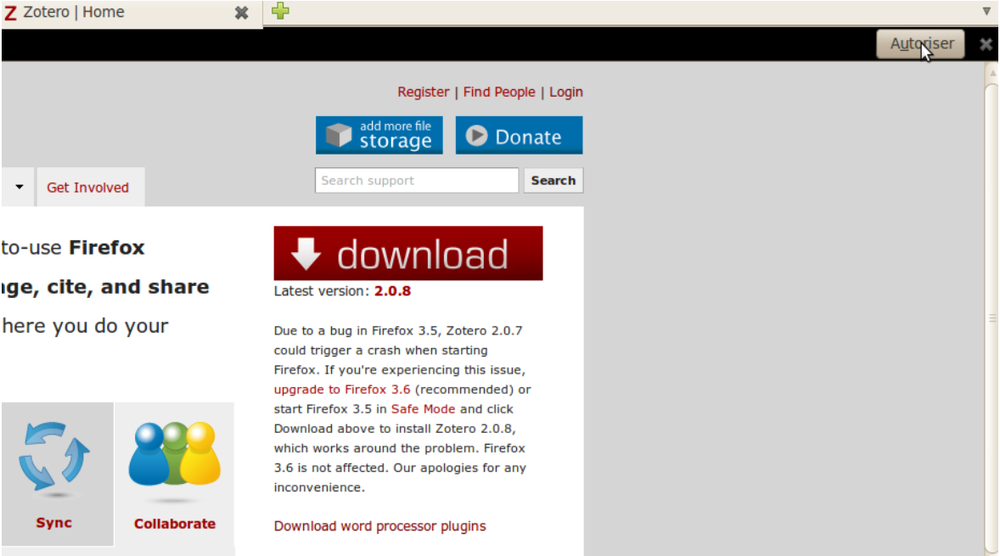 Z Zotero | Home
Autoriser
Register | Find People | Login
add more file
storage
Donate
Get Involved
Search support
Search
to-use Firefox
ge, cite, and share
here you do your
download
Latest version: 2.0.8
Due to a bug in Firefox 3.5, Zotero 2.0.7
could trigger a crash when starting
Firefox. If you're experiencing this issue,
upgrade to Firefox 3.6 (recommended) or
start Firefox 3.5 in Safe Mode and click
Download above to install Zotero 2.0.8,
which works around the problem. Firefox
3.6 is not affected. Our apologies for any
inconvenience.
Sync
Collaborate
Download word processor plugins